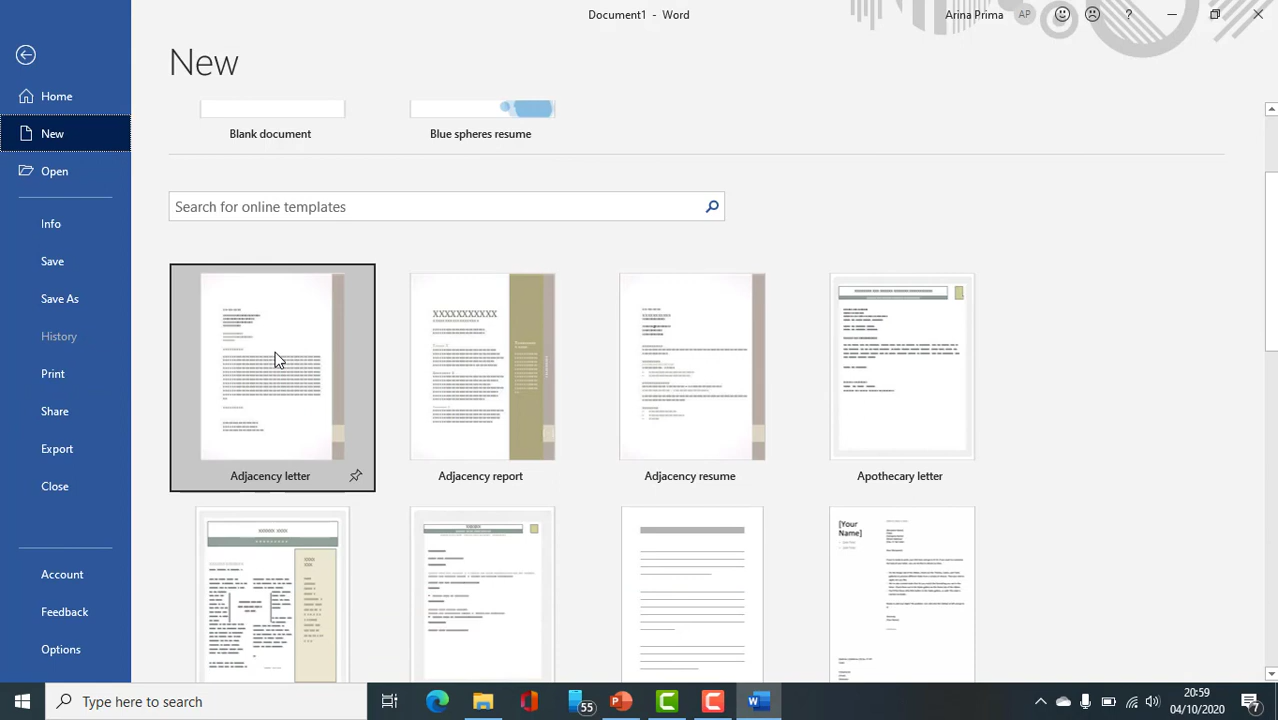 Document1 - Word
Arina Prima
AP
?
New
Home
New
Open
Info
Save
Save As
History
Print
Share
Export
Close
Account
Feedback
Options
Blank document
Blue spheres resume
Search for online templates
XXXXXXXXXXX
Adjacency letter
Adjacency report
Adjacency resume
Apothecary letter
[Your
Name]
Type here to search
55
20:59
04/10/2020
7